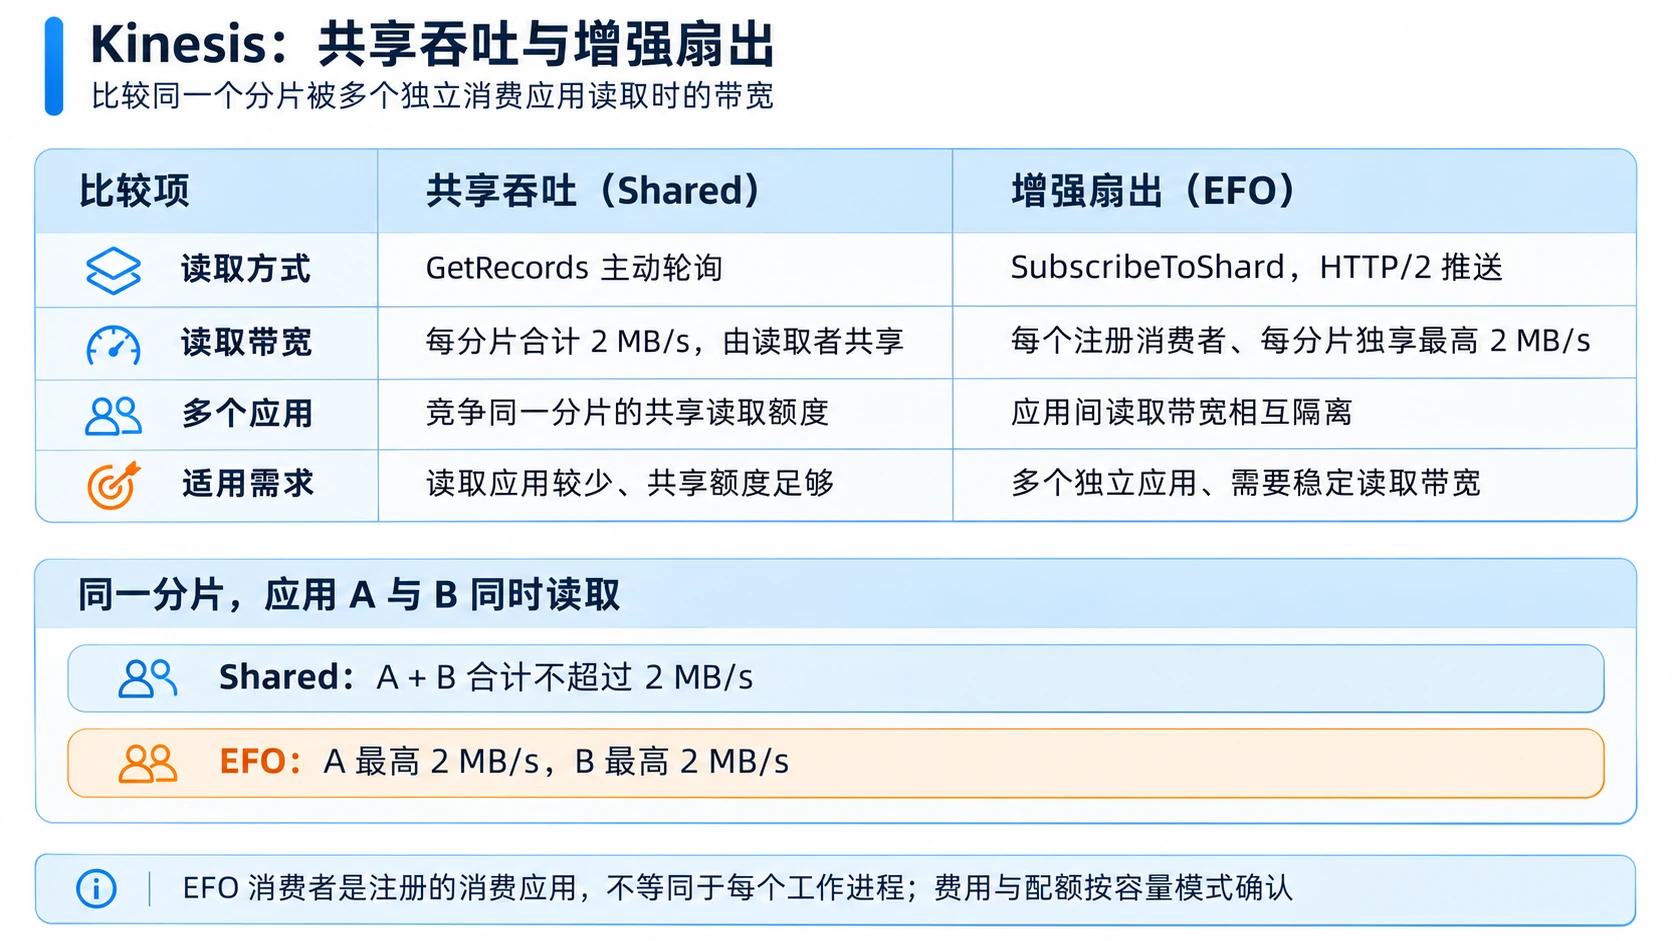 Kinesis：共享吞吐与增强扇出
比较同一个分片被多个独立消费应用读取时的带宽
比较项 共享吞吐（Shared） 增强扇出（EFO）
读取方式 GetRecords 主动轮询 SubscribeToShard，HTTP/2 推送
读取带宽 每分片合计 2 MB/s，由读取者共享 每个注册消费者、每分片独享最高 2 MB/s
多个应用 竞争同一分片的共享读取额度 应用间读取带宽相互隔离
适用需求 读取应用较少、共享额度足够 多个独立应用、需要稳定读取带宽
同一分片，应用 A 与 B 同时读取
Shared：A + B 合计不超过 2 MB/s
EFO：A 最高 2 MB/s，B 最高 2 MB/s
EFO 消费者是注册的消费应用，不等同于每个工作进程；费用与配额按容量模式确认